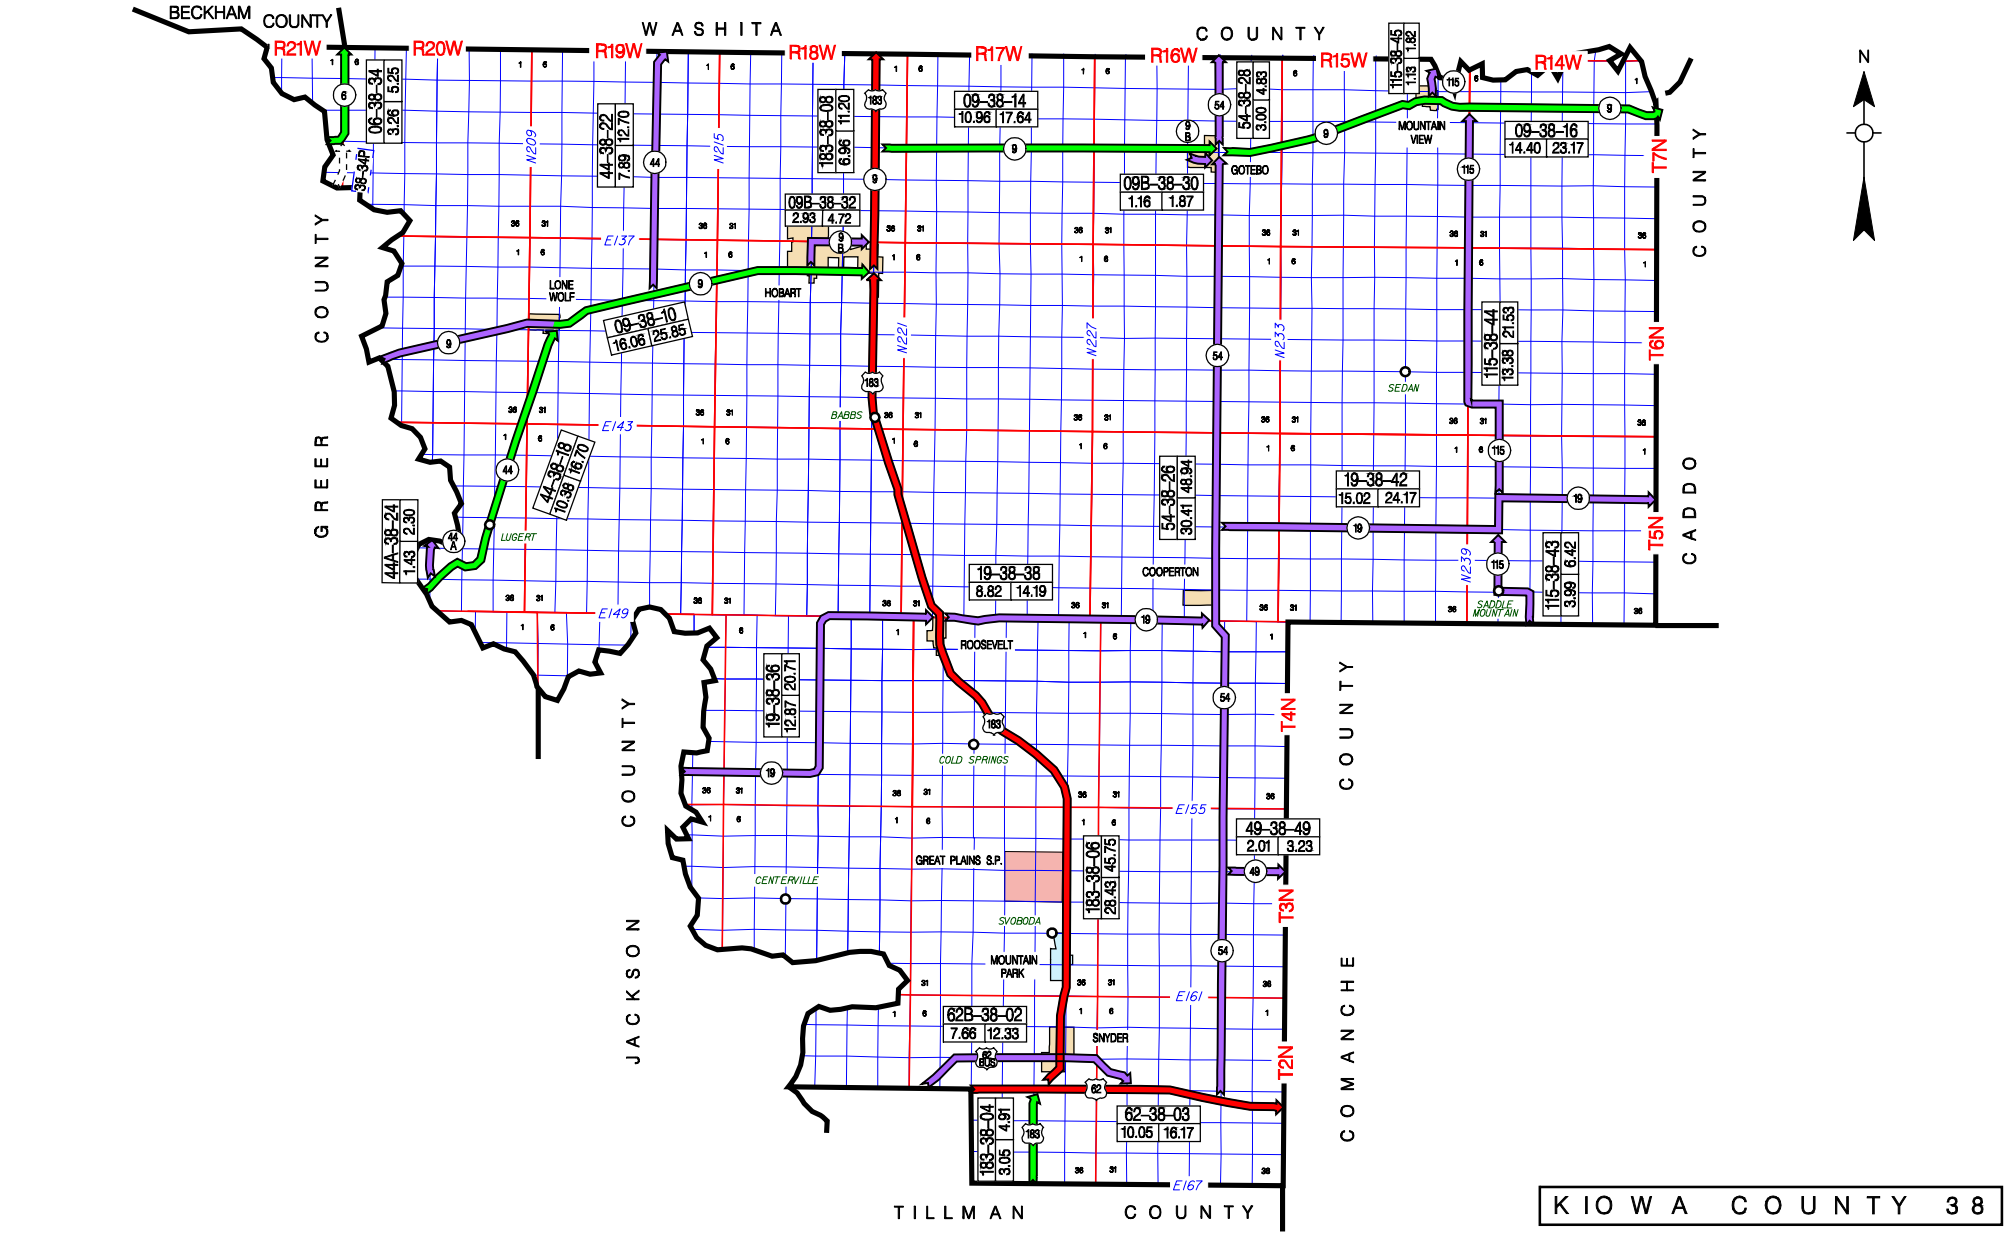 BECKHAM COUNTY
WASHITA COUNTY
R21W R20W R19W R18W R17W R16W R15W R14W
06-38-34
3.26 5.25
38-34P
44-38-22
7.89 12.70
183-38-08
6.96 11.20
09-38-14
10.96 17.64
54-38-28
3.00 4.83
115-38-45
1.13 1.82
09-38-16
14.40 23.17
MOUNTAIN
VIEW
GOTEBO
09B-38-30
1.16 1.87
09B-38-32
2.93 4.72
N209
N215
E137
LONE
WOLF
HOBART
09-38-10
16.06 25.85
N221
N227
N233
SEDAN
115-38-44
13.38 21.53
T7N
T6N
T5N
T4N
T3N
T2N
BABBS
E143
44-38-18
10.38 16.70
44A-38-24
1.43 2.30
LUGERT
54-38-26
30.41 48.94
19-38-42
15.02 24.17
N239
115-38-43
3.99 6.42
SADDLE
MOUNTAIN
COOPERTON
19-38-38
8.82 14.19
E149
ROOSEVELT
19-38-36
12.87 20.71
COLD SPRINGS
E155
49-38-49
2.01 3.23
GREAT PLAINS S.P.
183-38-06
28.43 45.75
CENTERVILLE
SVOBODA
MOUNTAIN
PARK
E161
62B-38-02
7.66 12.33
SNYDER
62
BUS
62
183-38-04
3.05 4.91
183
62-38-03
10.05 16.17
E167
GREER COUNTY
JACKSON COUNTY
TILLMAN COUNTY
COMANCHE COUNTY
CADDO COUNTY
N
KIOWA COUNTY 38